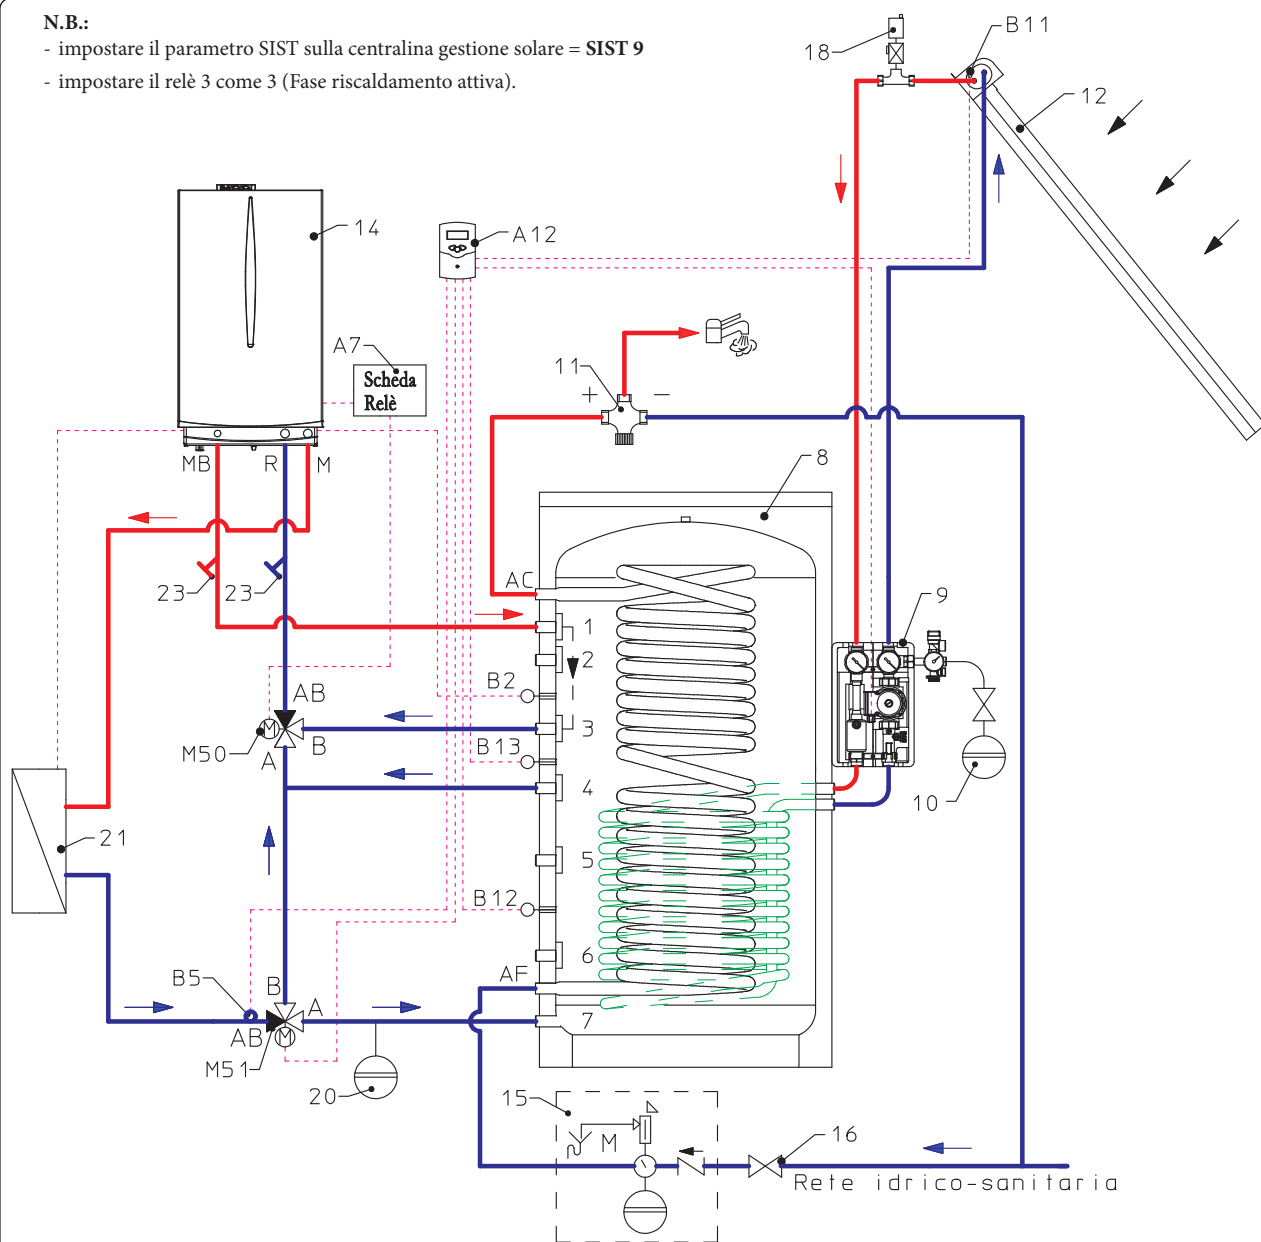 N.B.:
- impostare il parametro SIST sulla centralina gestione solare = SIST 9
- impostare il relè 3 come 3 (Fase riscaldamento attiva).
18
B11
12
14
A12
A7
Scheda
Relè
11
+
−
MB
R
M
8
23
23
AC
1
2
3
4
5
6
7
9
B2
AB
M
M50
A
B
B13
10
21
B12
AF
B5
B
A
AB
M
M51
20
15
M
16
Rete idrico-sanitaria